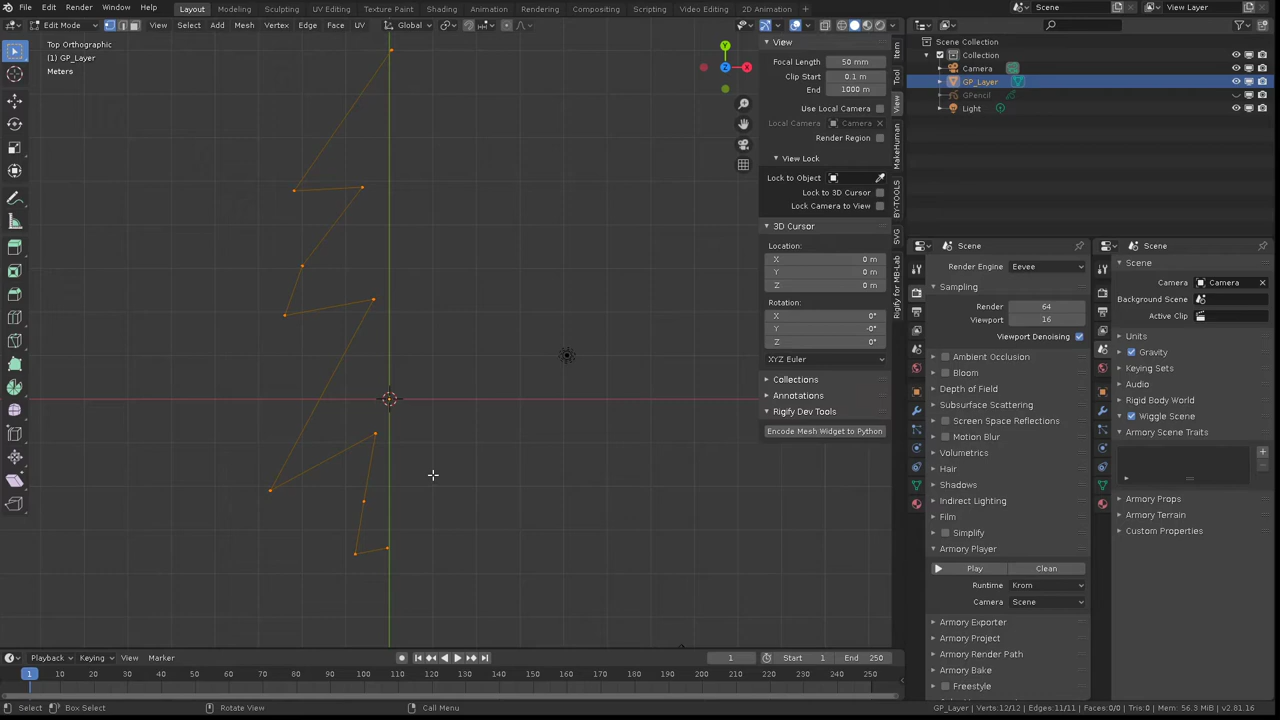 File Edit Render Window Help Layout Modeling Sculpting UV Editing Texture Paint Shading Animation Rendering Compositing Scripting Video Editing 2D Animation Scene View Layer
Edit Mode View Select Add Mesh Vertex Edge Face UV Global
Top Orthographic
(1) GP_Layer
Meters
Y
Z
X
View
Focal Length 50 mm
Clip Start 0.1 m
End 1000 m
Use Local Camera
Local Camera Camera
Render Region
View Lock
Lock to Object
Lock to 3D Cursor
Lock Camera to View
3D Cursor
Location:
X 0 m
Y 0 m
Z 0 m
Rotation:
X 0°
Y -0°
Z 0°
XYZ Euler
Collections
Annotations
Rigify Dev Tools
Encode Mesh Widget to Python
Item
Tool
View
MakeHuman
BY-TOOLS
SVG
Rigify for MB-Lab
Scene Collection
Collection
Camera
GP_Layer
GPencil
Light
Scene
Render Engine Eevee
Sampling
Render 64
Viewport 16
Viewport Denoising
Ambient Occlusion
Bloom
Depth of Field
Subsurface Scattering
Screen Space Reflections
Motion Blur
Volumetrics
Hair
Shadows
Indirect Lighting
Film
Simplify
Armory Player
Play Clean
Runtime Krom
Camera Scene
Armory Exporter
Armory Project
Armory Render Path
Armory Bake
Freestyle
Scene
Scene
Camera Camera
Background Scene
Active Clip
Units
Gravity
Keying Sets
Audio
Rigid Body World
Wiggle Scene
Armory Scene Traits
Armory Props
Armory Terrain
Custom Properties
Playback Keying View Marker 1 Start 1 End 250
1 10 20 30 40 50 60 70 80 90 100 110 120 130 140 150 160 170 180 190 200 210 220 230 240 250
Select Box Select Rotate View Call Menu GP_Layer | Verts:12/12 | Edges:11/11 | Faces:0/0 | Tris:0 | Mem: 56.3 MiB | v2.81.16